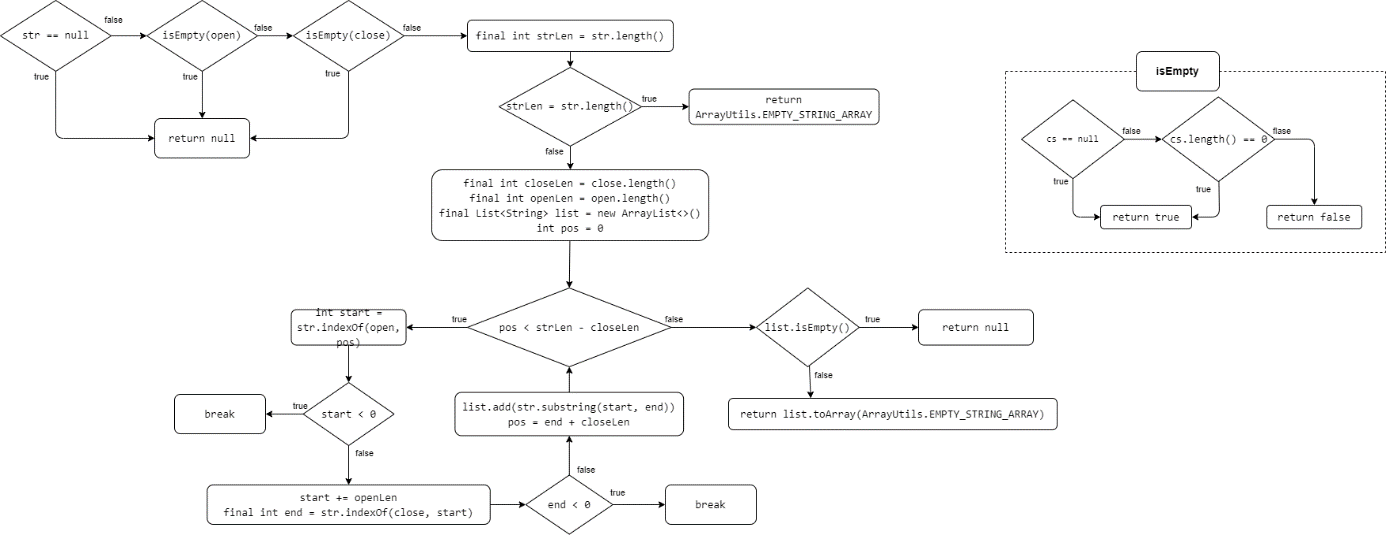 str == null
false
isEmpty(open)
false
isEmpty(close)
false
final int strLen = str.length()
true
true
true
return null
strLen = str.length()
true
return
ArrayUtils.EMPTY_STRING_ARRAY
false
final int closeLen = close.length()
final int openLen = open.length()
final List<String> list = new ArrayList<>()
int pos = 0
isEmpty
cs == null
false
cs.length() == 0
flase
true
true
return true
return false
int start =
str.indexOf(open,
pos)
true
pos < strLen - closeLen
false
list.isEmpty()
true
return null
false
return list.toArray(ArrayUtils.EMPTY_STRING_ARRAY)
break
true
start < 0
false
list.add(str.substring(start, end))
pos = end + closeLen
false
start += openLen
final int end = str.indexOf(close, start)
end < 0
true
break